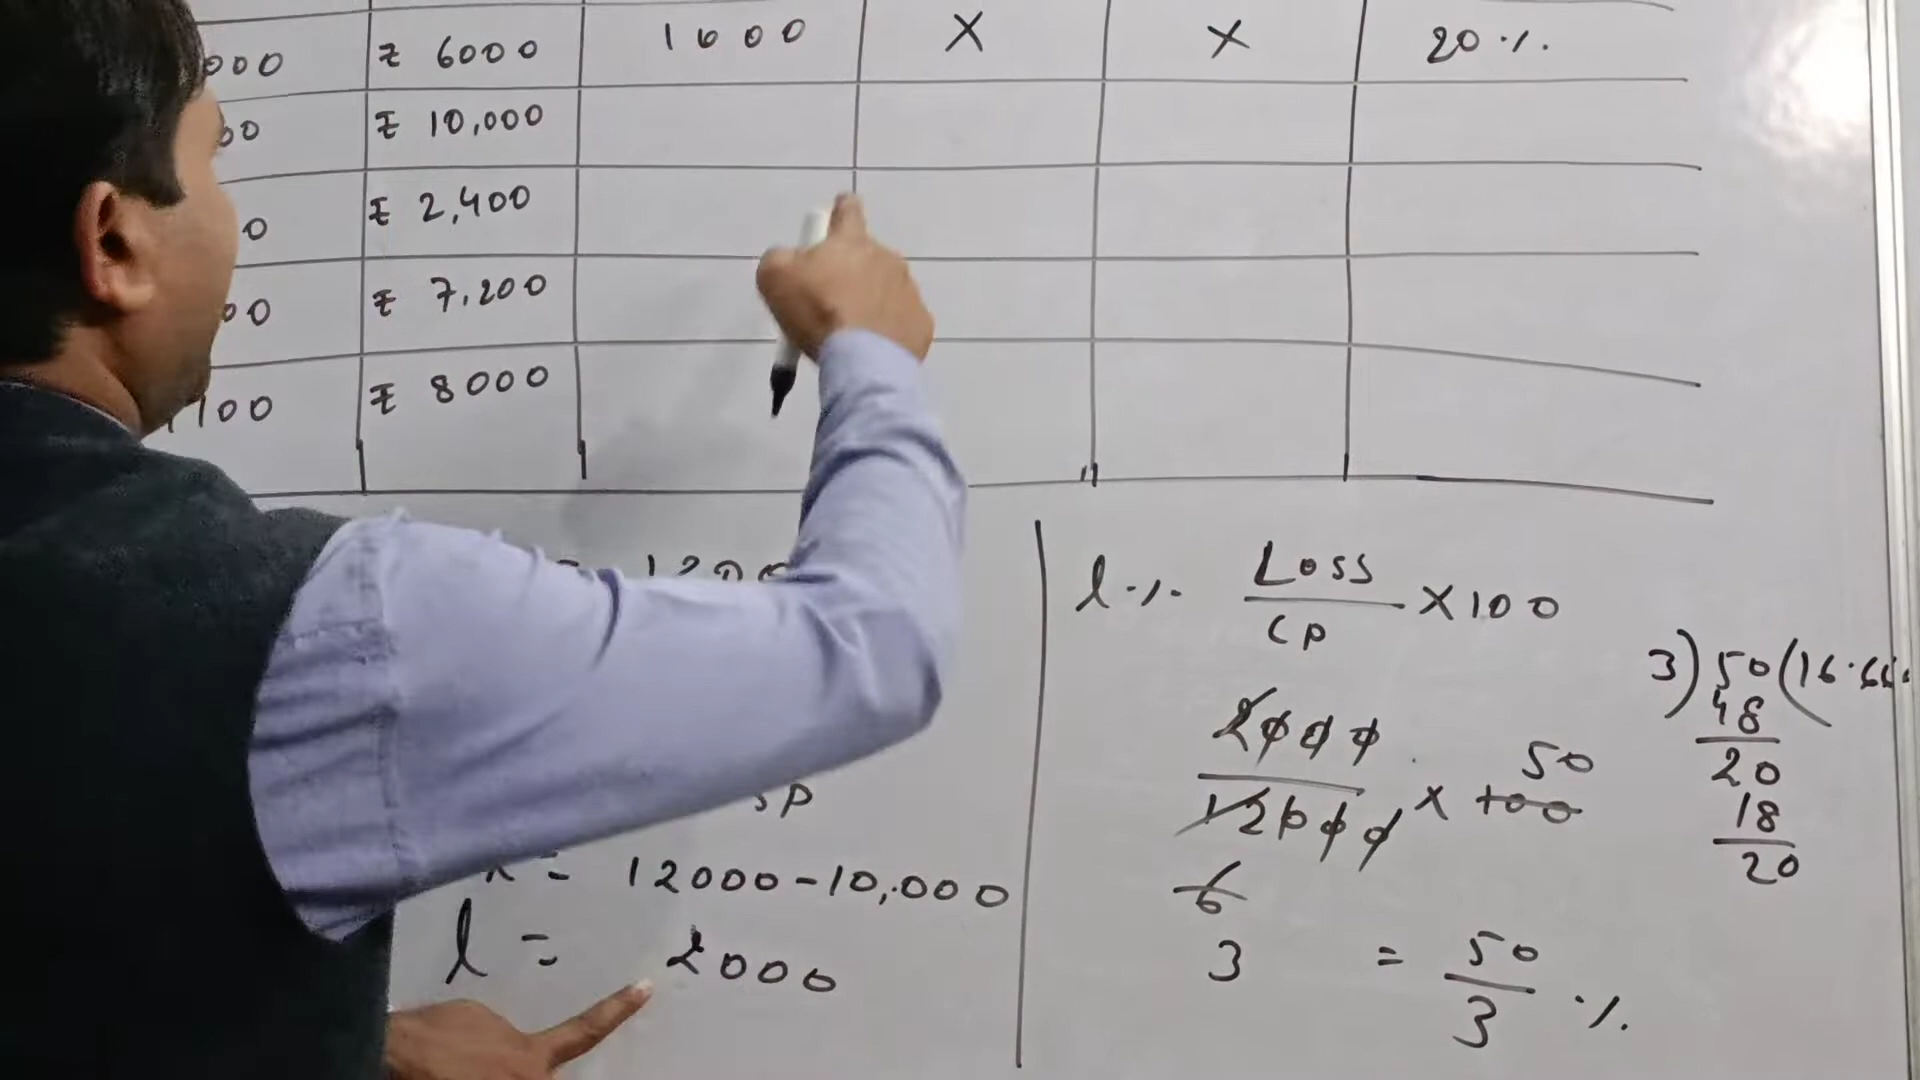 000 ₹ 6000 1000 X X 20 %.
00 ₹ 10,000
0 ₹ 2,400
00 ₹ 7,200
100 ₹ 8000
= 1200
SP
= 12000-10,000
l = 2000
l %. Loss
CP
X 100
2000
12000
x 100
50
6
3
= 50
3
%.
3) 50 (16.66
48
20
18
20